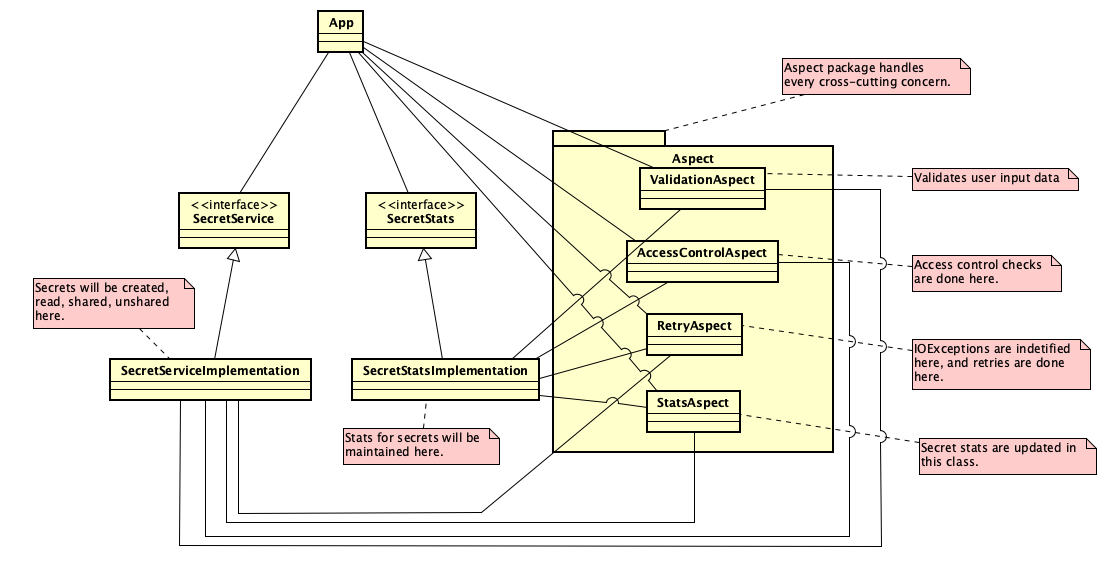 App
Aspect package handles
every cross-cutting concern.
Aspect
ValidationAspect
Validates user input data
<<interface>>
SecretService
<<interface>>
SecretStats
AccessControlAspect
Access control checks
are done here.
Secrets will be created,
read, shared, unshared
here.
RetryAspect
IOExceptions are indetified
here, and retries are done
here.
SecretServiceImplementation
SecretStatsImplementation
StatsAspect
Stats for secrets will be
maintained here.
Secret stats are updated in
this class.